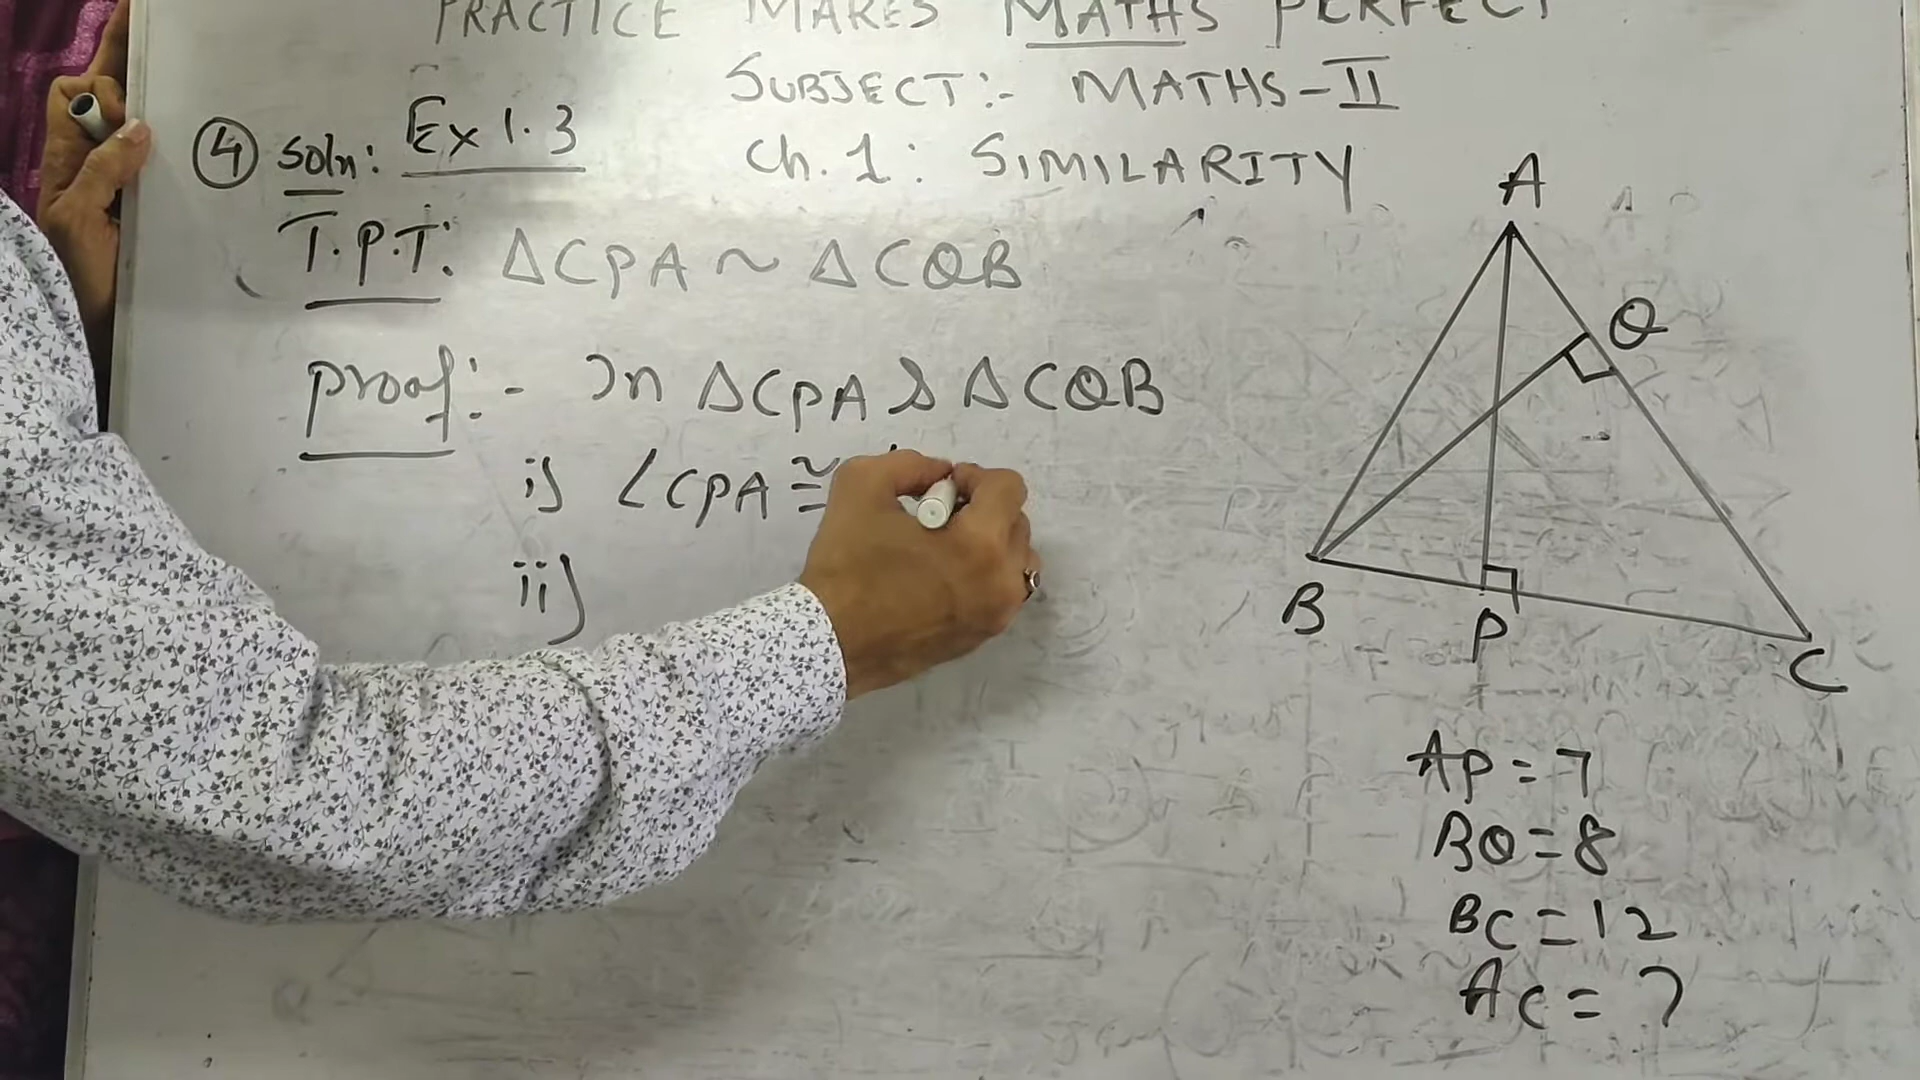 PRACTICE MAKES MATHS PERFECT
SUBJECT:- MATHS-II
Ch. 1: SIMILARITY
④ Soln: Ex 1.3
T.P.T: ΔCPA ~ ΔCQB
Proof:- In ΔCPA & ΔCQB
i) ∠CPA ≅
ii)
A
Q
B
P
C
AP = 7
BQ = 8
BC = 12
AC = ?